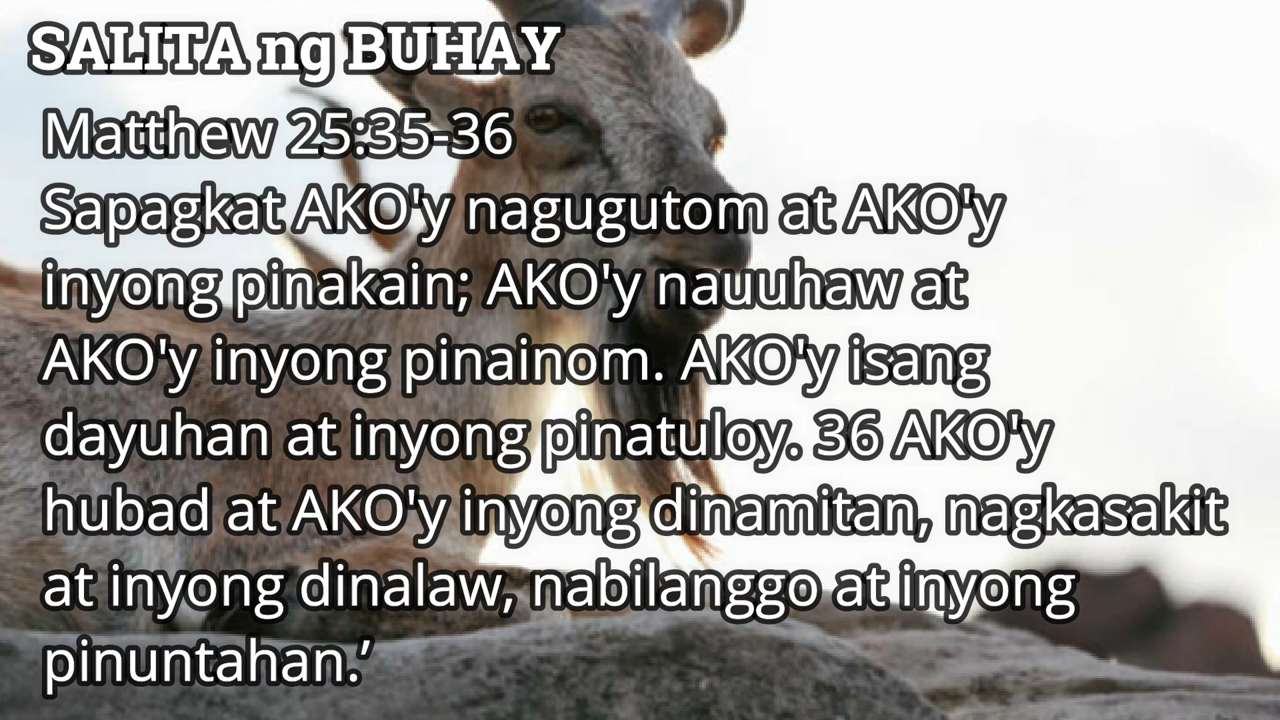 SALITA ng BUHAY
Matthew 25:35-36
Sapagkat AKO'y nagugutom at AKO'y
inyong pinakain; AKO'y nauuhaw at
AKO'y inyong pinainom. AKO'y isang
dayuhan at inyong pinatuloy. 36 AKO'y
hubad at AKO'y inyong dinamitan, nagkasakit
at inyong dinalaw, nabilanggo at inyong
pinuntahan.’